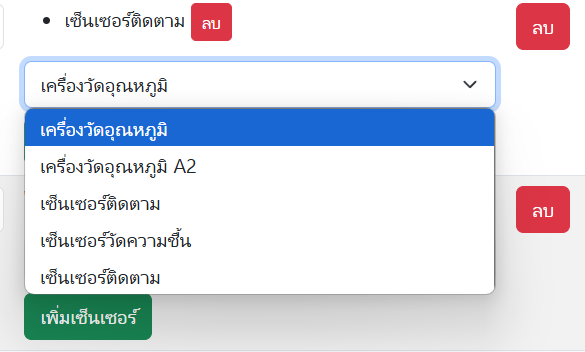 เซ็นเซอร์ติดตาม ลบ ลบ
เครื่องวัดอุณหภูมิ
เครื่องวัดอุณหภูมิ
เครื่องวัดอุณหภูมิ A2
เซ็นเซอร์ติดตาม ลบ
เซ็นเซอร์วัดความชื้น
เซ็นเซอร์ติดตาม
เพิ่มเซ็นเซอร์